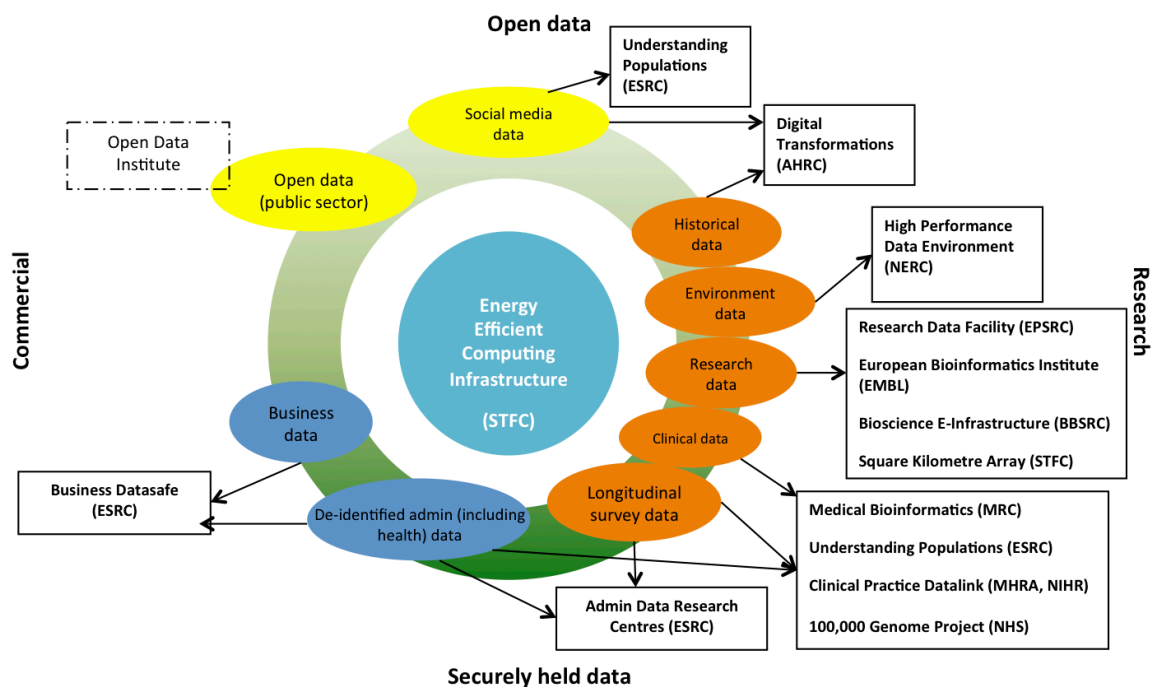 Open data
Understanding
Populations
(ESRC)
Social media
data
Digital
Transformations
(AHRC)
Open Data
Institute
Open data
(public sector)
Historical
data
High Performance
Data Environment
(NERC)
Environment
data
Commercial
Research
Energy
Efficient
Computing
Infrastructure
(STFC)
Research
data
Research Data Facility (EPSRC)
European Bioinformatics Institute
(EMBL)
Bioscience E-Infrastructure (BBSRC)
Square Kilometre Array (STFC)
Business
data
Clinical data
Business Datasafe
(ESRC)
De-identified admin (including
health) data
Longitudinal
survey data
Medical Bioinformatics (MRC)
Understanding Populations (ESRC)
Clinical Practice Datalink (MHRA, NIHR)
100,000 Genome Project (NHS)
Admin Data Research
Centres (ESRC)
Securely held data